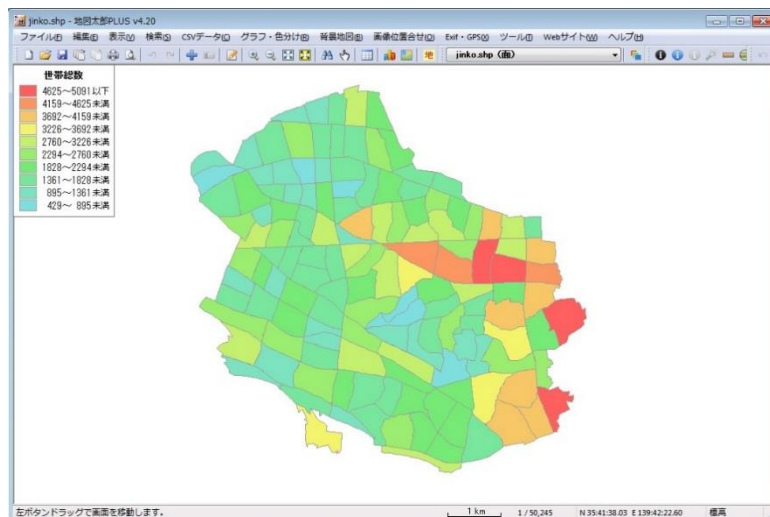 jinko.shp - 地図太郎PLUS v4.20
ファイル(F) 編集(E) 表示(V) 検索(S) CSVデータ(C) グラフ・色分け(G) 背景地図(B) 画像位置合せ(O) Exif・GPS(X) ツール(T) Webサイト(W) ヘルプ(H)
地 jinko.shp (面)
世帯総数
4625～5091以下
4159～4625未満
3692～4159未満
3226～3692未満
2760～3226未満
2294～2760未満
1828～2294未満
1361～1828未満
895～1361未満
429～ 895未満
左ボタンドラッグで画面を移動します。 1 km 1 / 50,245 N 35:41:38.03 E 139:42:22.60 標高